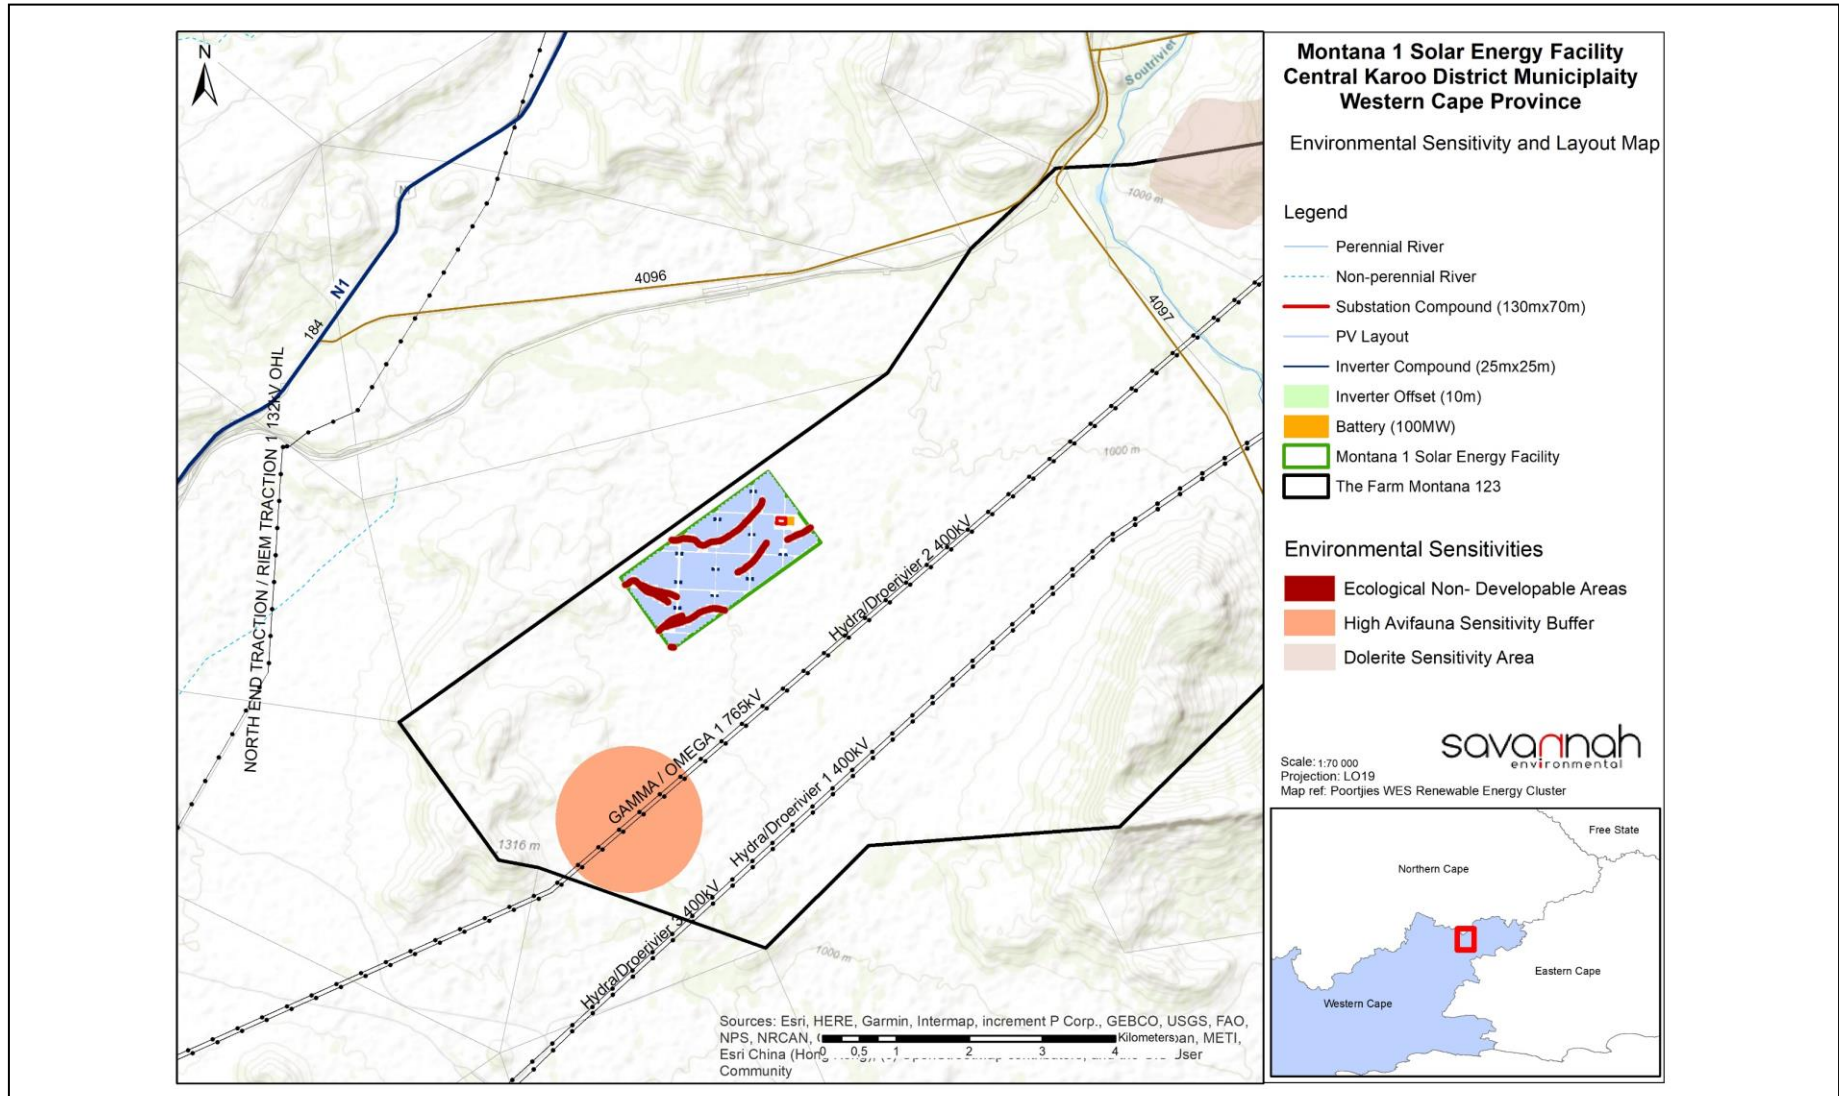 N
Soutriviet
N1
N1
184
4096
4097
1000 m
1000 m
NORTH END TRACTION / RIEM TRACTION 1 132kV OHL
Hydra/Droerivier 2 400kV
GAMMA / OMEGA 1 765kV
Hydra/Droerivier 1 400kV
Hydra/Droerivier 3 400kV
1316 m
1000 m
Sources: Esri, HERE, Garmin, Intermap, increment P Corp., GEBCO, USGS, FAO,
NPS, NRCAN, METI,
Esri China (Hong User
Community
0 0,5 1 2 3 4
Kilometers
Montana 1 Solar Energy Facility
Central Karoo District Municiplaity
Western Cape Province
Environmental Sensitivity and Layout Map
Legend
Perennial River
Non-perennial River
Substation Compound (130mx70m)
PV Layout
Inverter Compound (25mx25m)
Inverter Offset (10m)
Battery (100MW)
Montana 1 Solar Energy Facility
The Farm Montana 123
Environmental Sensitivities
Ecological Non- Developable Areas
High Avifauna Sensitivity Buffer
Dolerite Sensitivity Area
savannah
environmental
Scale: 1:70 000
Projection: LO19
Map ref: Poortjies WES Renewable Energy Cluster
Free State
Northern Cape
Eastern Cape
Western Cape